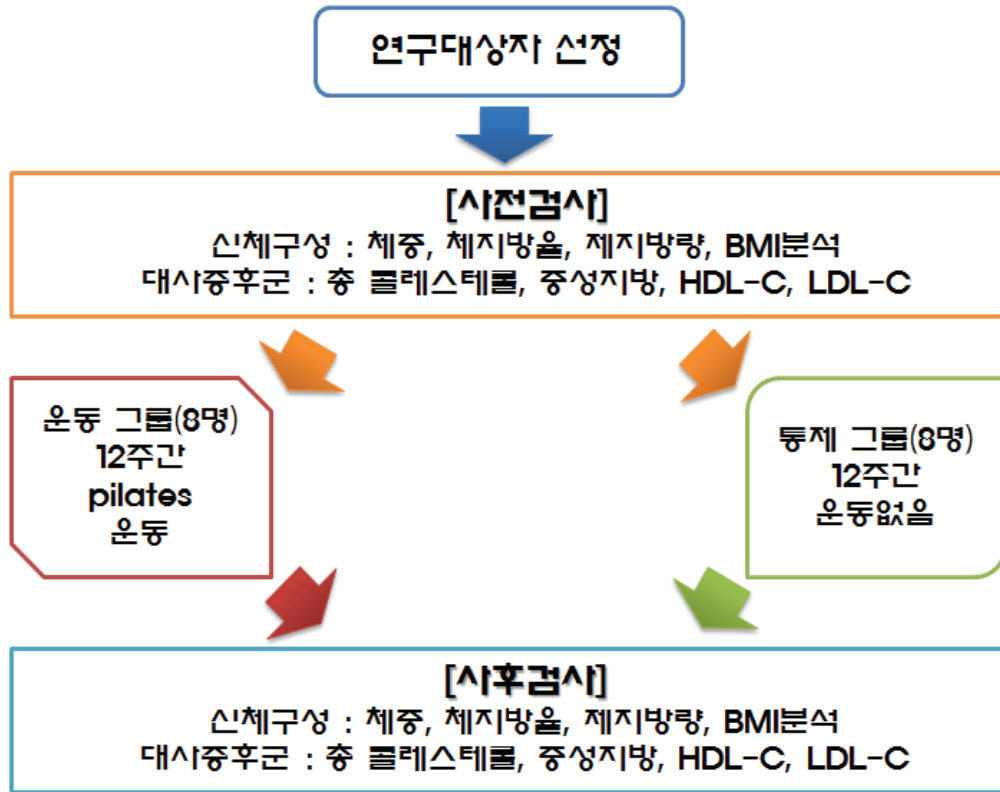 연구대상자 선정
[사전검사]
신체구성 : 체중, 체지방율, 제지방량, BMI분석
대사증후군 : 총 콜레스테롤, 중성지방, HDL-C, LDL-C
운동 그룹(8명)
12주간
pilates
운동
통제 그룹(8명)
12주간
운동없음
[사후검사]
신체구성 : 체중, 체지방율, 제지방량, BMI분석
대사증후군 : 총 콜레스테롤, 중성지방, HDL-C, LDL-C